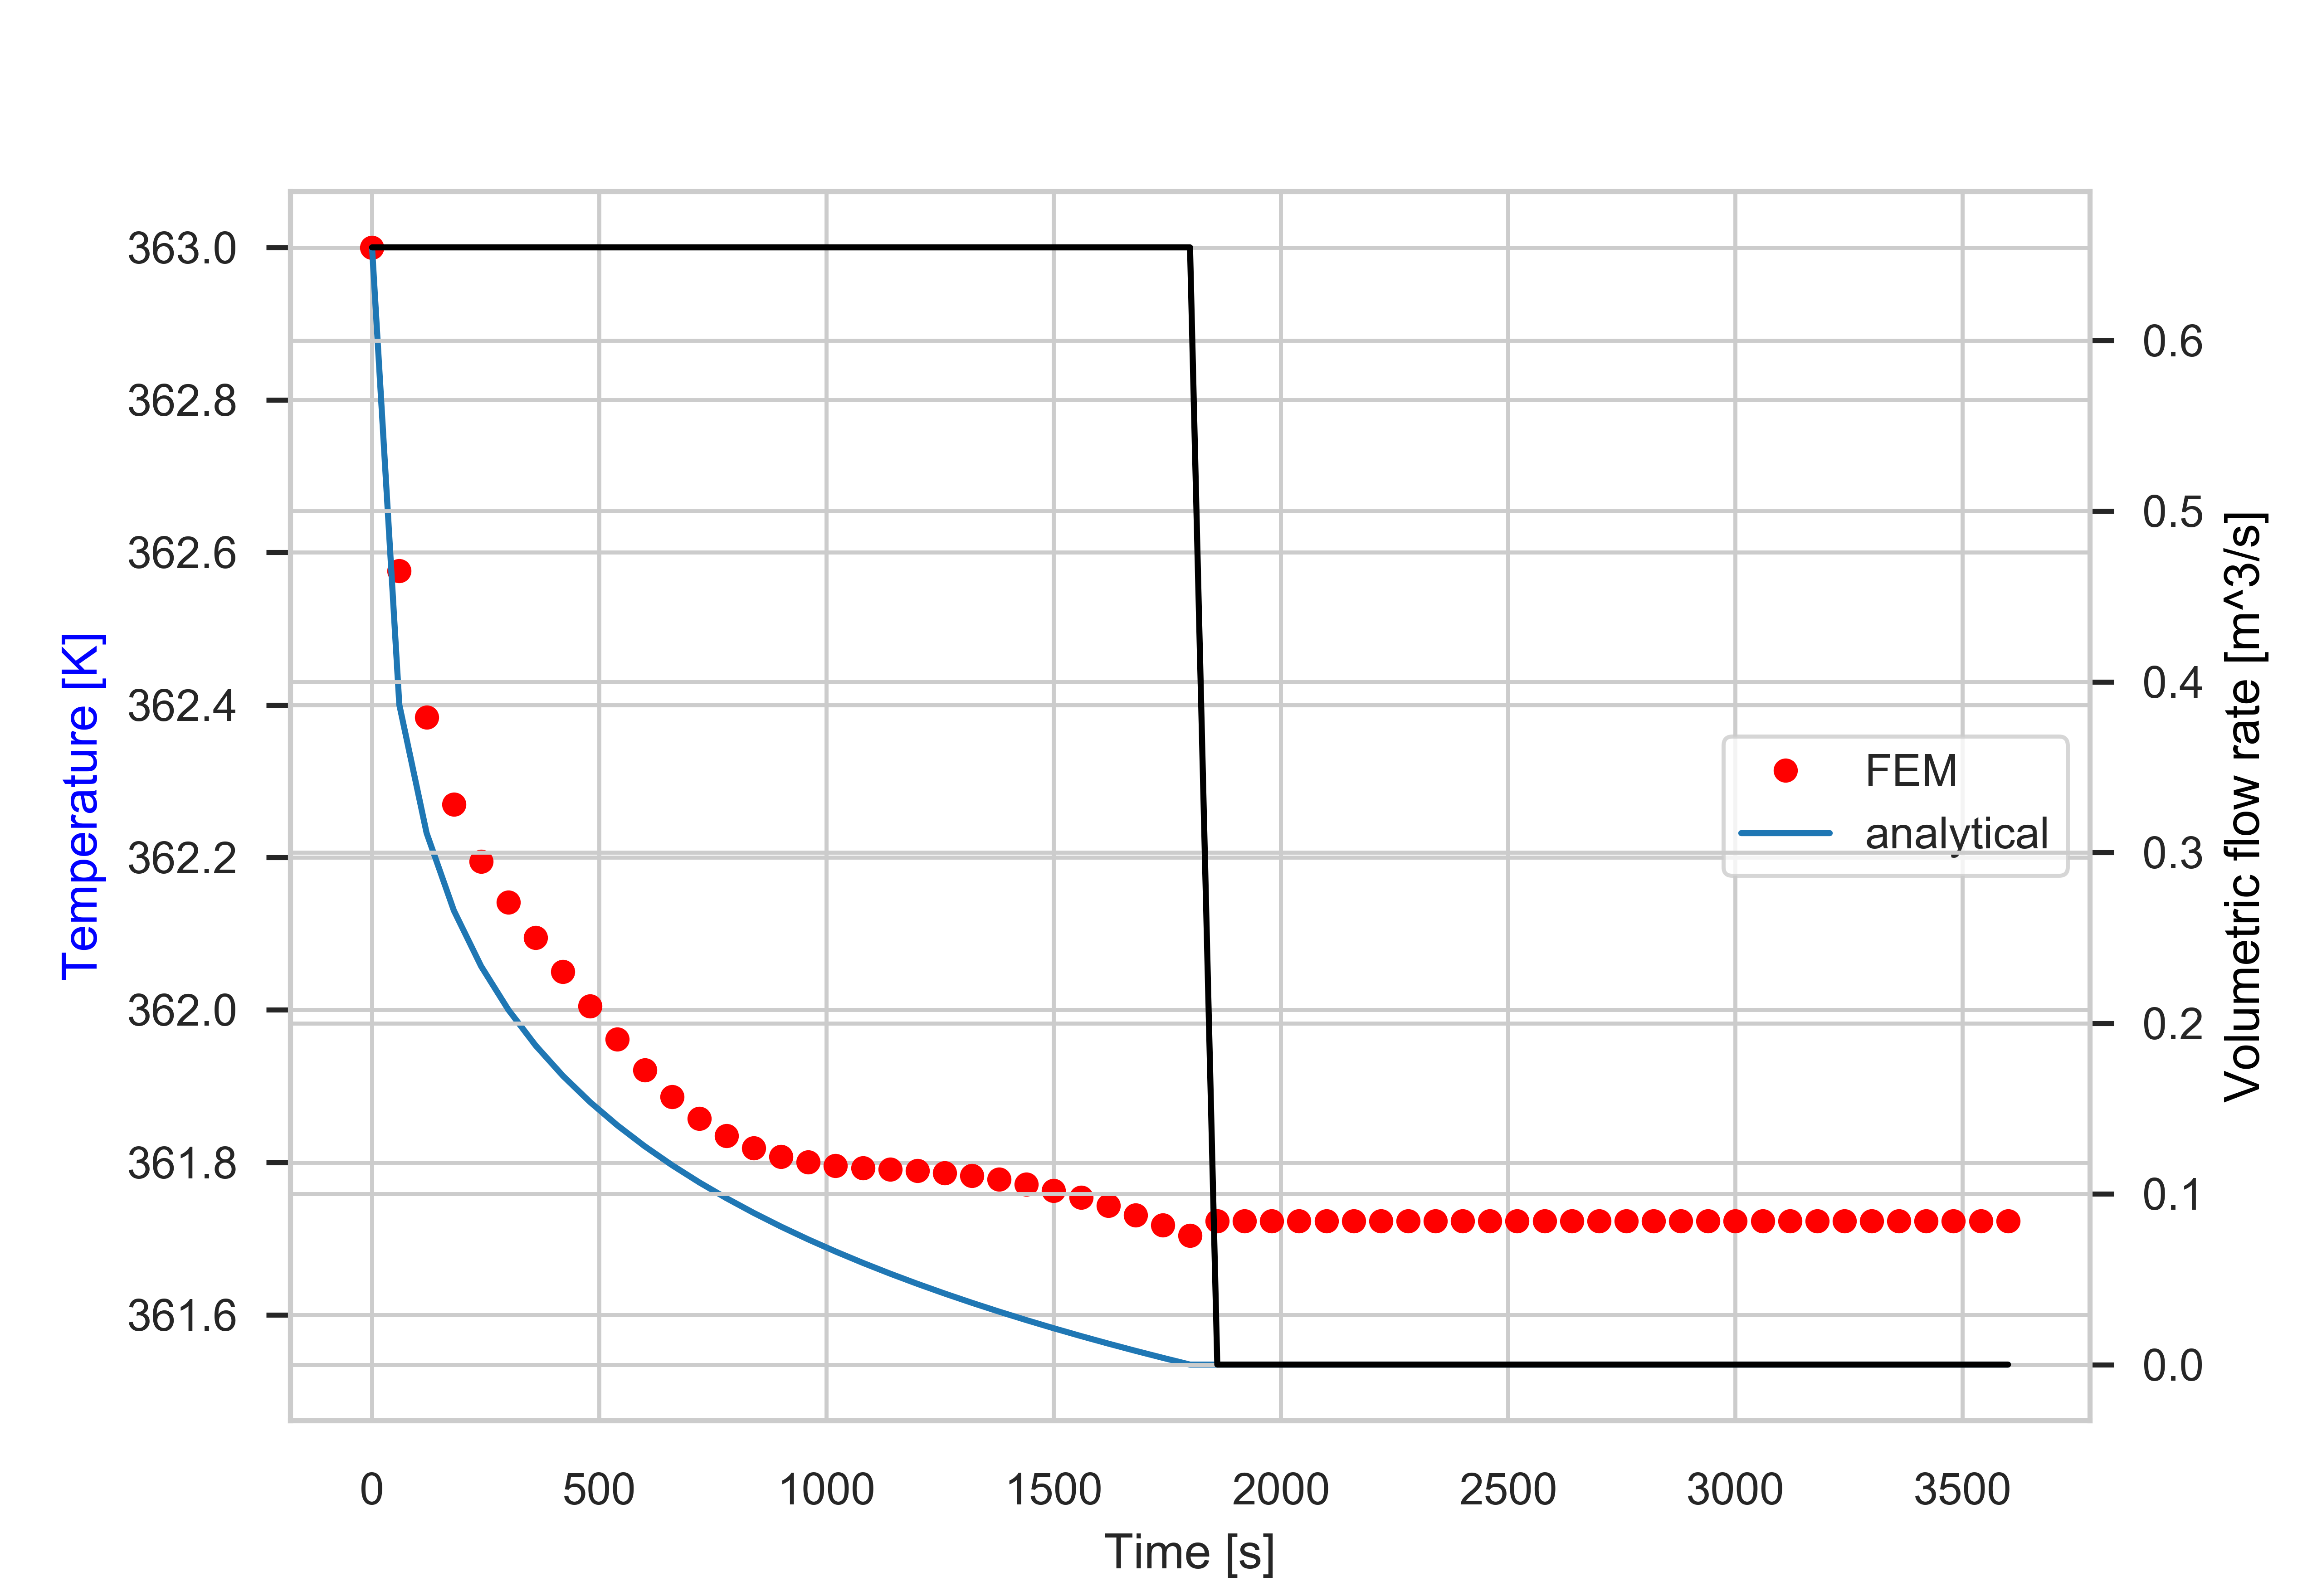 363.0
362.8
362.6
362.4
362.2
362.0
361.8
361.6
Temperature [K]
0.6
0.5
0.4
0.3
0.2
0.1
0.0
Volumetric flow rate [m^3/s]
FEM
analytical
0 500 1000 1500 2000 2500 3000 3500
Time [s]